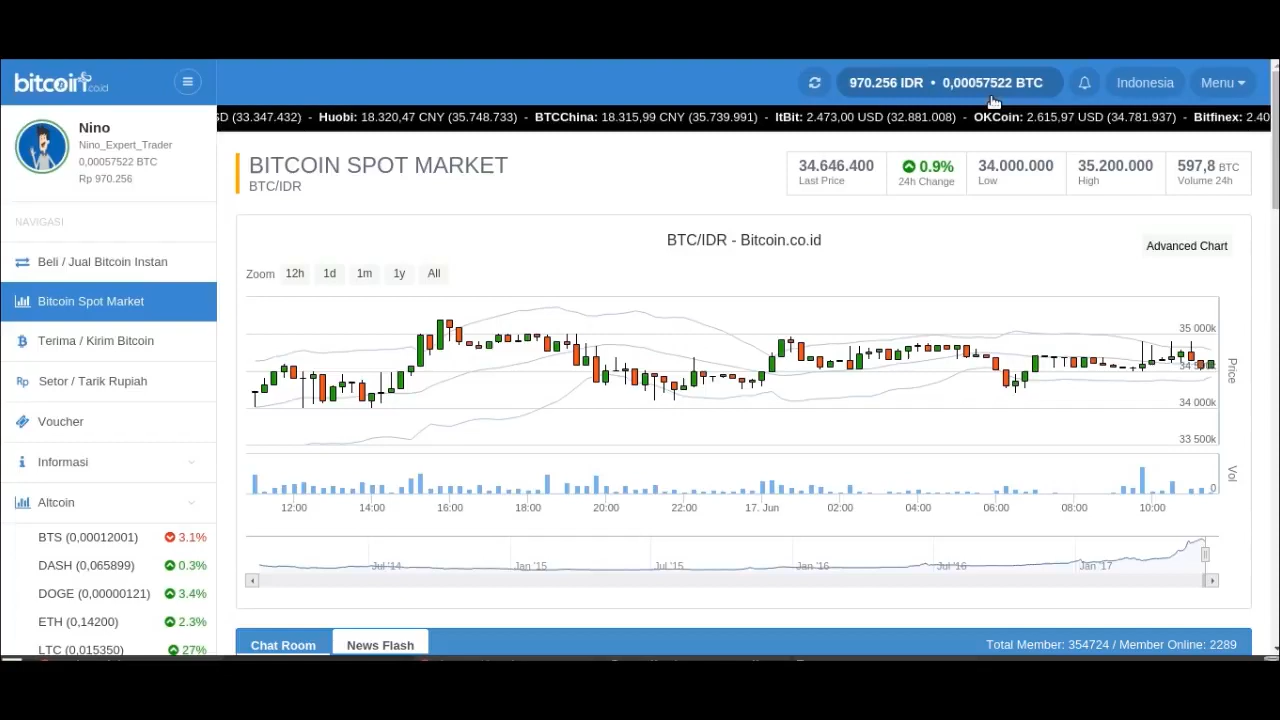 bitcoin.co.id
970.256 IDR • 0,00057522 BTC
Indonesia
Menu
SD (33.347.432) - Huobi: 18.320,47 CNY (35.748.733) - BTCChina: 18.315,99 CNY (35.739.991) - ItBit: 2.473,00 USD (32.881.008) - OKCoin: 2.615,97 USD (34.781.937) - Bitfinex: 2.40
Nino
Nino_Expert_Trader
0,00057522 BTC
Rp 970.256
NAVIGASI
Beli / Jual Bitcoin Instan
Bitcoin Spot Market
Terima / Kirim Bitcoin
Rp Setor / Tarik Rupiah
Voucher
Informasi
Altcoin
BTS (0,00012001) 3.1%
DASH (0,065899) 0.3%
DOGE (0,00000121) 3.4%
ETH (0,14200) 2.3%
LTC (0,015350) 27%
BITCOIN SPOT MARKET
BTC/IDR
34.646.400
Last Price
0.9%
24h Change
34.000.000
Low
35.200.000
High
597,8 BTC
Volume 24h
BTC/IDR - Bitcoin.co.id
Advanced Chart
Zoom 12h 1d 1m 1y All
35 000k
34 500k
34 000k
33 500k
Price
Vol
0
12:00 14:00 16:00 18:00 20:00 22:00 17. Jun 02:00 04:00 06:00 08:00 10:00
Jul '14 Jan '15 Jul '15 Jan '16 Jul '16 Jan '17
Chat Room
News Flash
Total Member: 354724 / Member Online: 2289